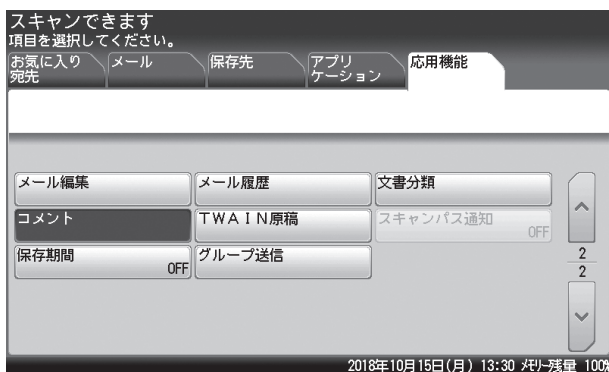 スキャンできます
項目を選択してください。
お気に入り
宛先
メール
保存先
アプリ
ケーション
応用機能
メール編集
メール履歴
文書分類
コメント
TWAIN原稿
スキャンパス通知
OFF
保存期間
OFF
グループ送信
2
2
2018年10月15日(月) 13:30 メモリー残量 100%